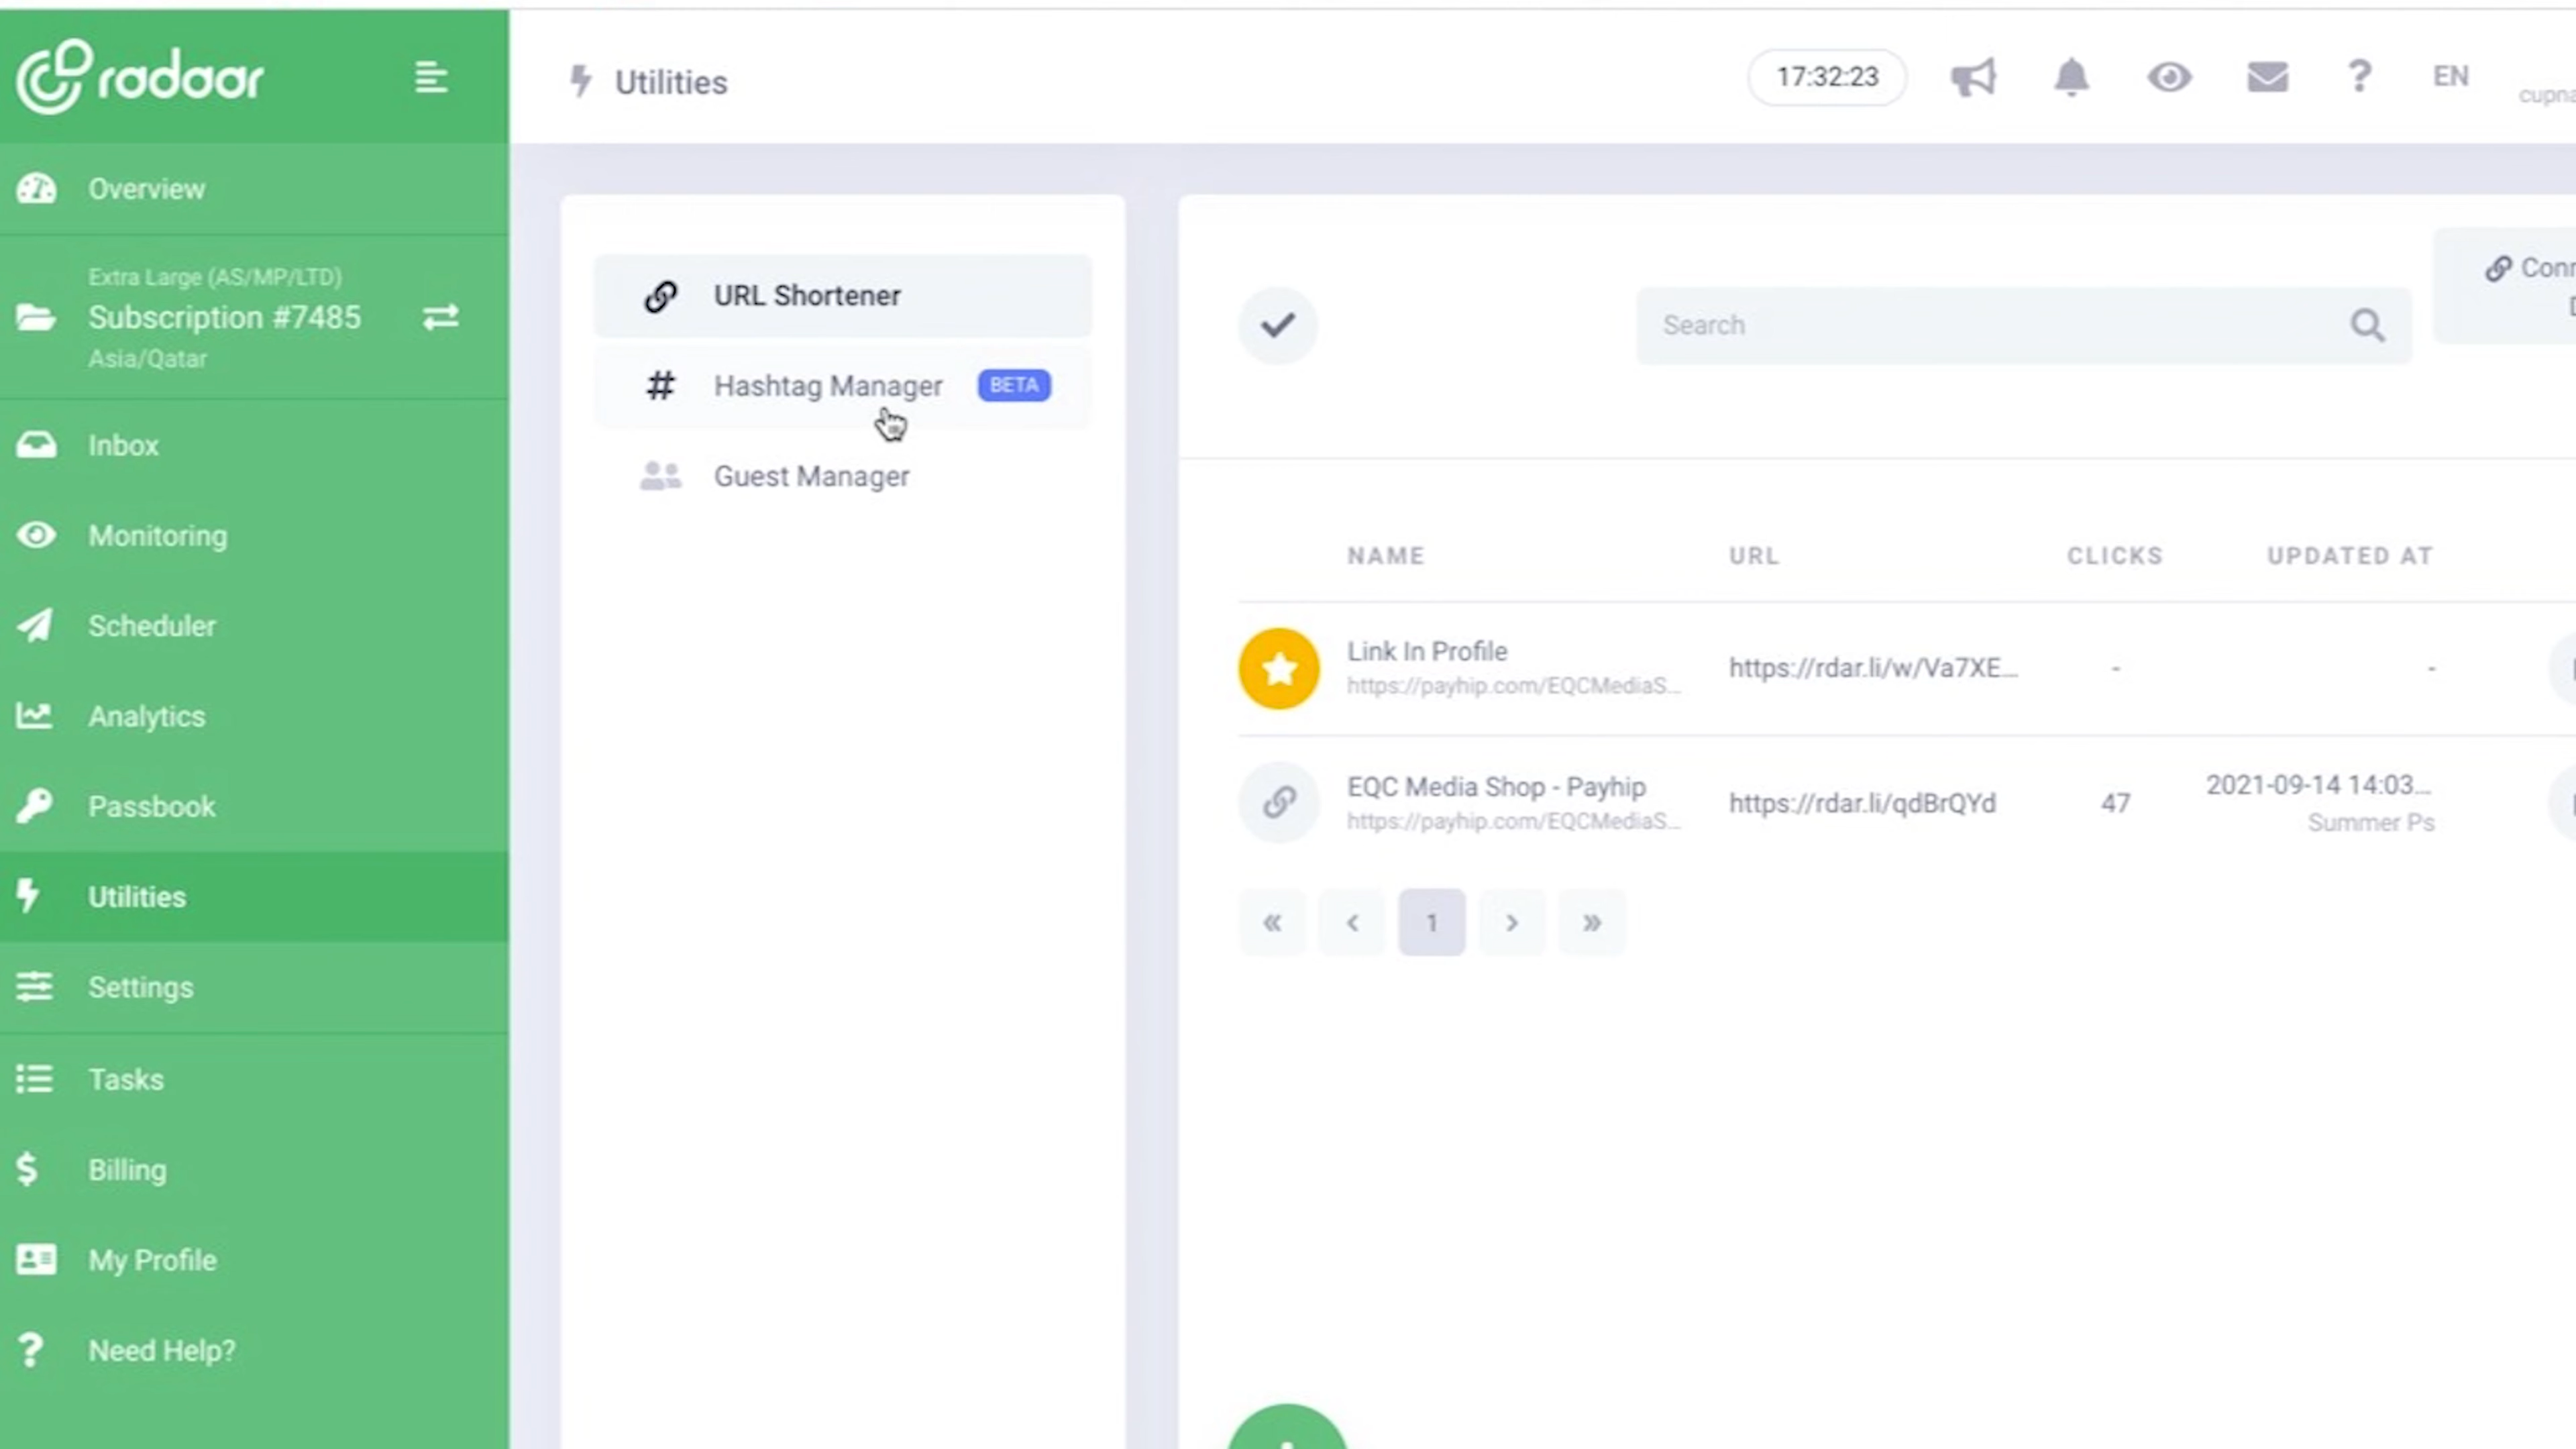 radaar
Utilities
17:32:23
EN
Overview
Extra Large (AS/MP/LTD)
Subscription #7485
Asia/Qatar
Inbox
Monitoring
Scheduler
Analytics
Passbook
Utilities
Settings
Tasks
Billing
My Profile
Need Help?
URL Shortener
# Hashtag Manager BETA
Guest Manager
Search
NAME URL CLICKS UPDATED AT
Link In Profile
https://payhip.com/EQCMediaS...
https://rdar.li/w/Va7XE...
-
-
EQC Media Shop - Payhip
https://payhip.com/EQCMediaS...
https://rdar.li/qdBrQYd
47
2021-09-14 14:03...
Summer Ps
« ‹ 1 › »